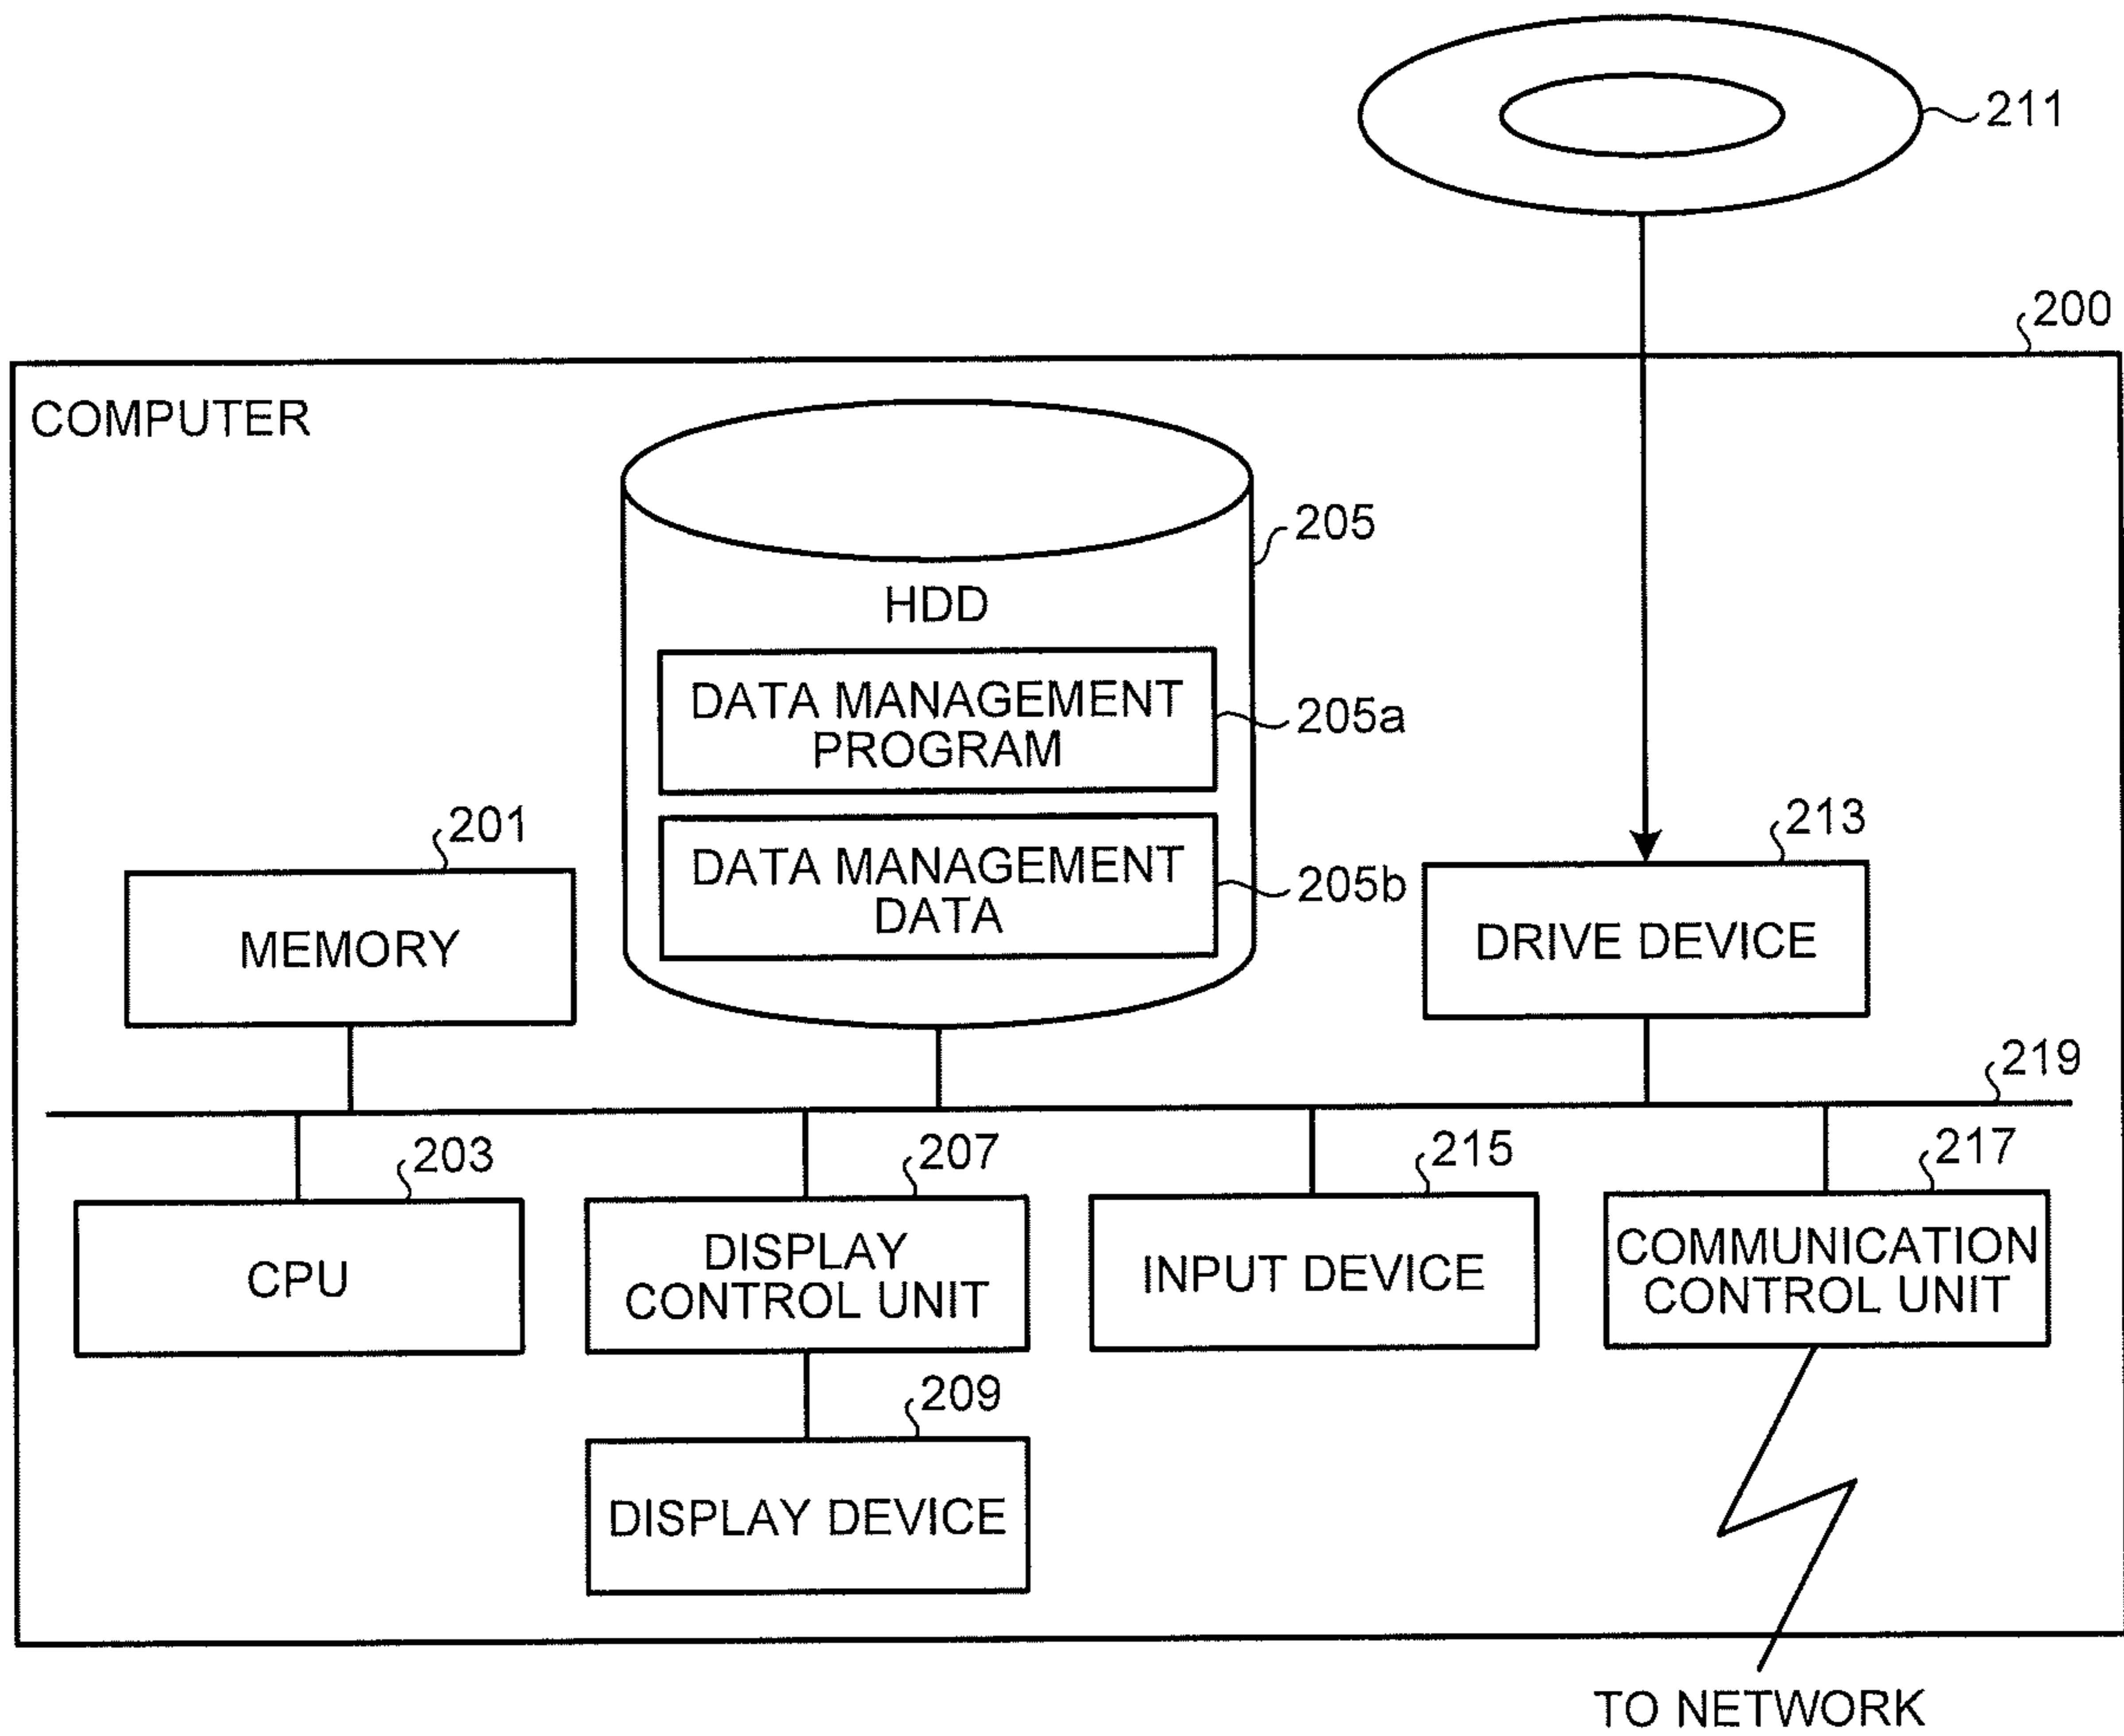 211
200
COMPUTER
205
HDD
DATA MANAGEMENT
PROGRAM
205a
DATA MANAGEMENT
DATA
205b
201
MEMORY
213
DRIVE DEVICE
219
203
CPU
207
DISPLAY
CONTROL UNIT
215
INPUT DEVICE
217
COMMUNICATION
CONTROL UNIT
209
DISPLAY DEVICE
TO NETWORK